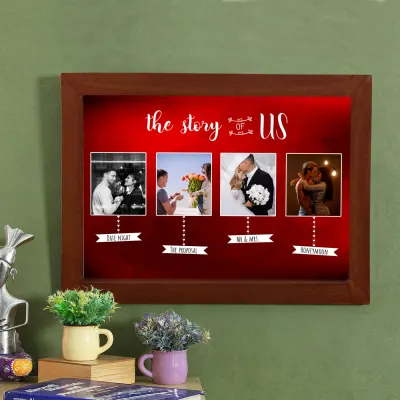 the story OF US
DATE NIGHT
THE PROPOSAL
MR & MRS
HONEYMOON